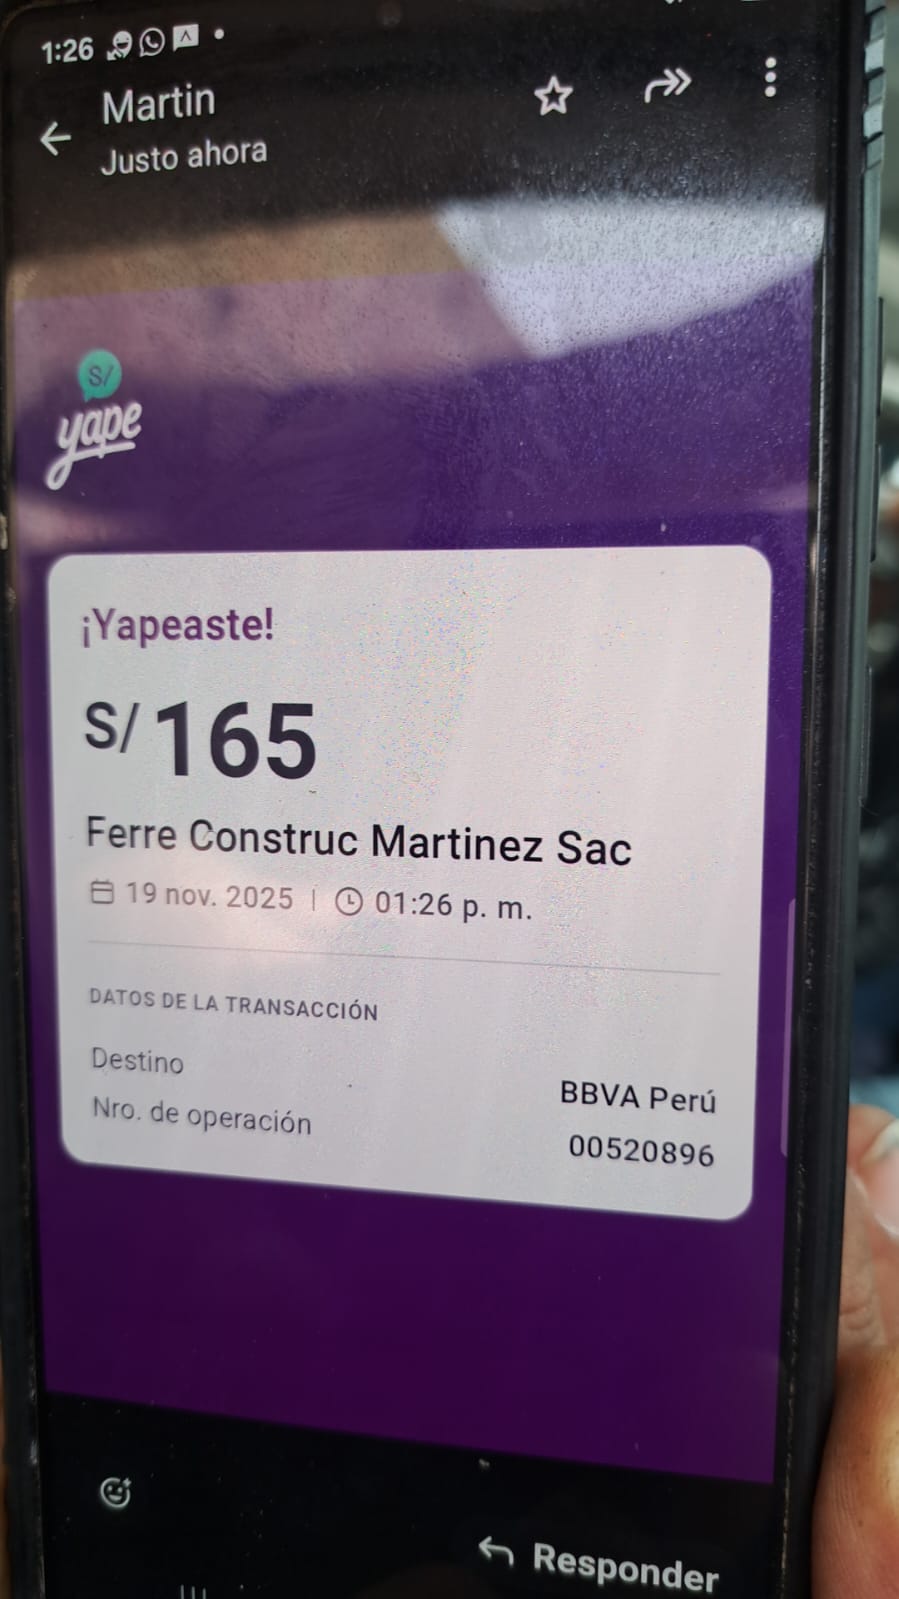 1:26
Martin
Justo ahora
S/
yape
¡Yapeaste!
S/ 165
Ferre Construc Martinez Sac
19 nov. 2025 | 01:26 p. m.
DATOS DE LA TRANSACCIÓN
Destino BBVA Perú
Nro. de operación 00520896
Responder